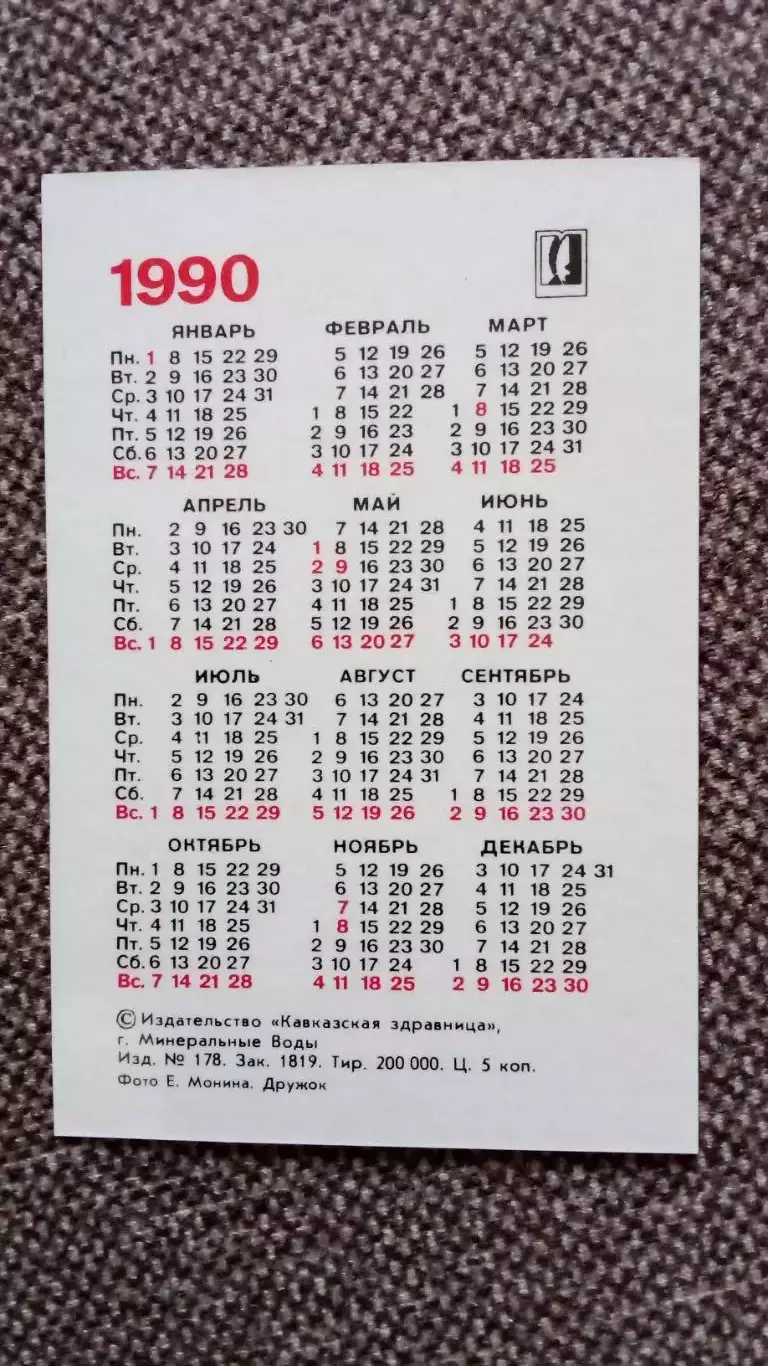 1990
ЯНВАРЬ ФЕВРАЛЬ МАРТ
Пн. 1 8 15 22 29 5 12 19 26 5 12 19 26
Вт. 2 9 16 23 30 6 13 20 27 6 13 20 27
Ср. 3 10 17 24 31 7 14 21 28 7 14 21 28
Чт. 4 11 18 25 1 8 15 22 1 8 15 22 29
Пт. 5 12 19 26 2 9 16 23 2 9 16 23 30
Сб. 6 13 20 27 3 10 17 24 3 10 17 24 31
Вс. 7 14 21 28 4 11 18 25 4 11 18 25
АПРЕЛЬ МАЙ ИЮНЬ
Пн. 2 9 16 23 30 7 14 21 28 4 11 18 25
Вт. 3 10 17 24 1 8 15 22 29 5 12 19 26
Ср. 4 11 18 25 2 9 16 23 30 6 13 20 27
Чт. 5 12 19 26 3 10 17 24 31 7 14 21 28
Пт. 6 13 20 27 4 11 18 25 1 8 15 22 29
Сб. 7 14 21 28 5 12 19 26 2 9 16 23 30
Вс. 1 8 15 22 29 6 13 20 27 3 10 17 24
ИЮЛЬ АВГУСТ СЕНТЯБРЬ
Пн. 2 9 16 23 30 6 13 20 27 3 10 17 24
Вт. 3 10 17 24 31 7 14 21 28 4 11 18 25
Ср. 4 11 18 25 1 8 15 22 29 5 12 19 26
Чт. 5 12 19 26 2 9 16 23 30 6 13 20 27
Пт. 6 13 20 27 3 10 17 24 31 7 14 21 28
Сб. 7 14 21 28 4 11 18 25 1 8 15 22 29
Вс. 1 8 15 22 29 5 12 19 26 2 9 16 23 30
ОКТЯБРЬ НОЯБРЬ ДЕКАБРЬ
Пн. 1 8 15 22 29 5 12 19 26 3 10 17 24 31
Вт. 2 9 16 23 30 6 13 20 27 4 11 18 25
Ср. 3 10 17 24 31 7 14 21 28 5 12 19 26
Чт. 4 11 18 25 1 8 15 22 29 6 13 20 27
Пт. 5 12 19 26 2 9 16 23 30 7 14 21 28
Сб. 6 13 20 27 3 10 17 24 1 8 15 22 29
Вс. 7 14 21 28 4 11 18 25 2 9 16 23 30
© Издательство «Кавказская здравница»,
г. Минеральные Воды
Изд. № 178. Зак. 1819. Тир. 200 000. Ц. 5 коп.
Фото Е. Монина. Дружок